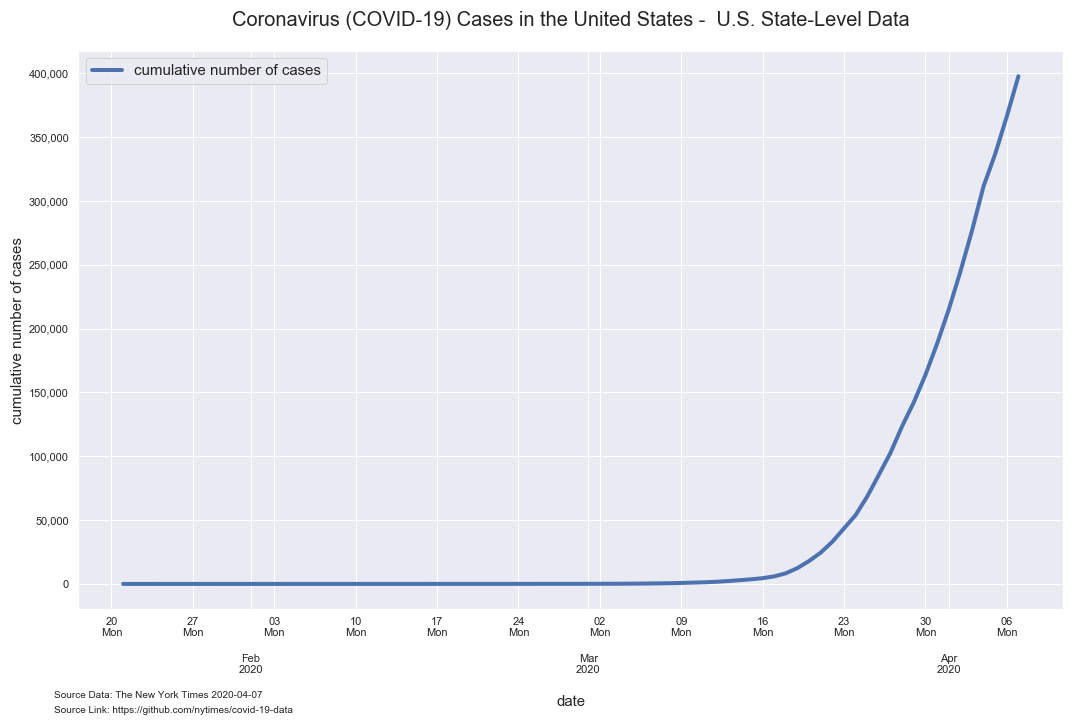 Coronavirus (COVID-19) Cases in the United States -  U.S. State-Level Data
cumulative number of cases
cumulative number of cases
400,000
350,000
300,000
250,000
200,000
150,000
100,000
50,000
0
20 27 03 10 17 24 02 09 16 23 30 06
Mon Mon Mon Mon Mon Mon Mon Mon Mon Mon Mon Mon
Feb Mar Apr
2020 2020 2020
date
Source Data: The New York Times 2020-04-07
Source Link: https://github.com/nytimes/covid-19-data